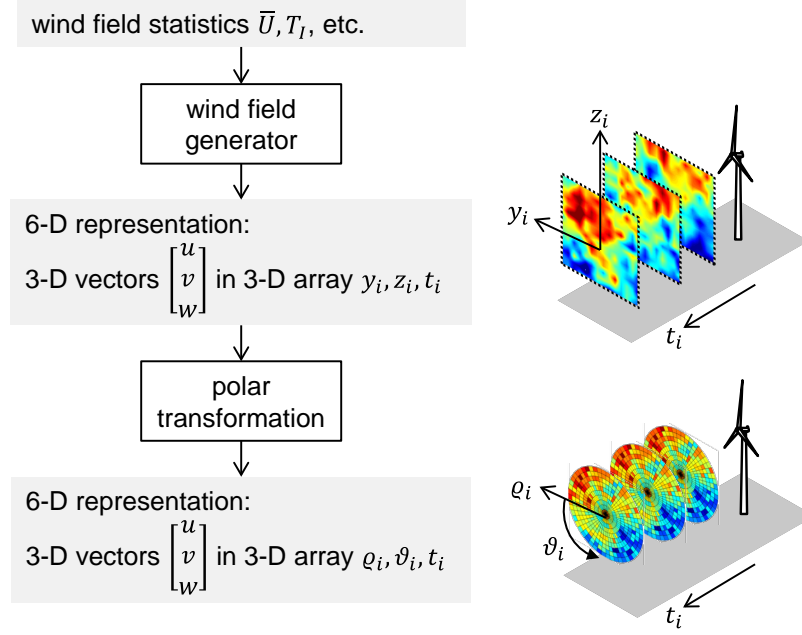 wind field statistics U̅, T_I, etc.
wind field
generator
6-D representation:
3-D vectors [u v w] in 3-D array y_i, z_i, t_i
polar
transformation
6-D representation:
3-D vectors [u v w] in 3-D array ϱ_i, ϑ_i, t_i
z_i
y_i
t_i
ϱ_i
ϑ_i
t_i